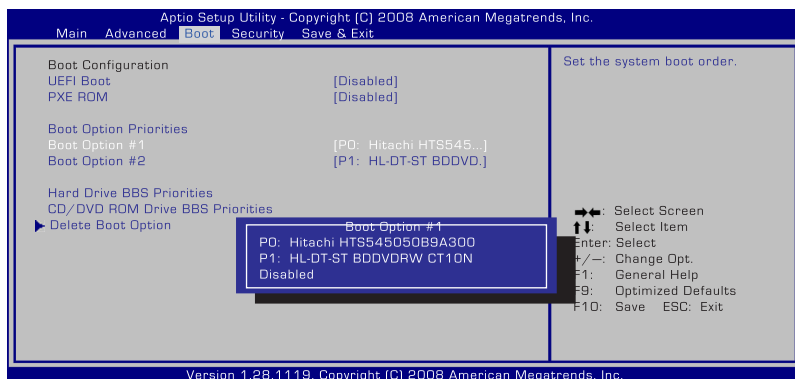 Aptio Setup Utility - Copyright (C) 2008 American Megatrends, Inc.
Main Advanced Boot Security Save & Exit
Boot Configuration
UEFI Boot [Disabled]
PXE ROM [Disabled]
Boot Option Priorities
Boot Option #1 [P0: Hitachi HTS545...]
Boot Option #2 [P1: HL-DT-ST BDDVD.]
Hard Drive BBS Priorities
CD/DVD ROM Drive BBS Priorities
Delete Boot Option
Boot Option #1
P0: Hitachi HTS545050B9A300
P1: HL-DT-ST BDDVDRW CT10N
Disabled
Set the system boot order.
→←: Select Screen
↑↓: Select Item
Enter: Select
+/—: Change Opt.
F1: General Help
F9: Optimized Defaults
F10: Save ESC: Exit
Version 1.28.1119. Copyright (C) 2008 American Megatrends, Inc.